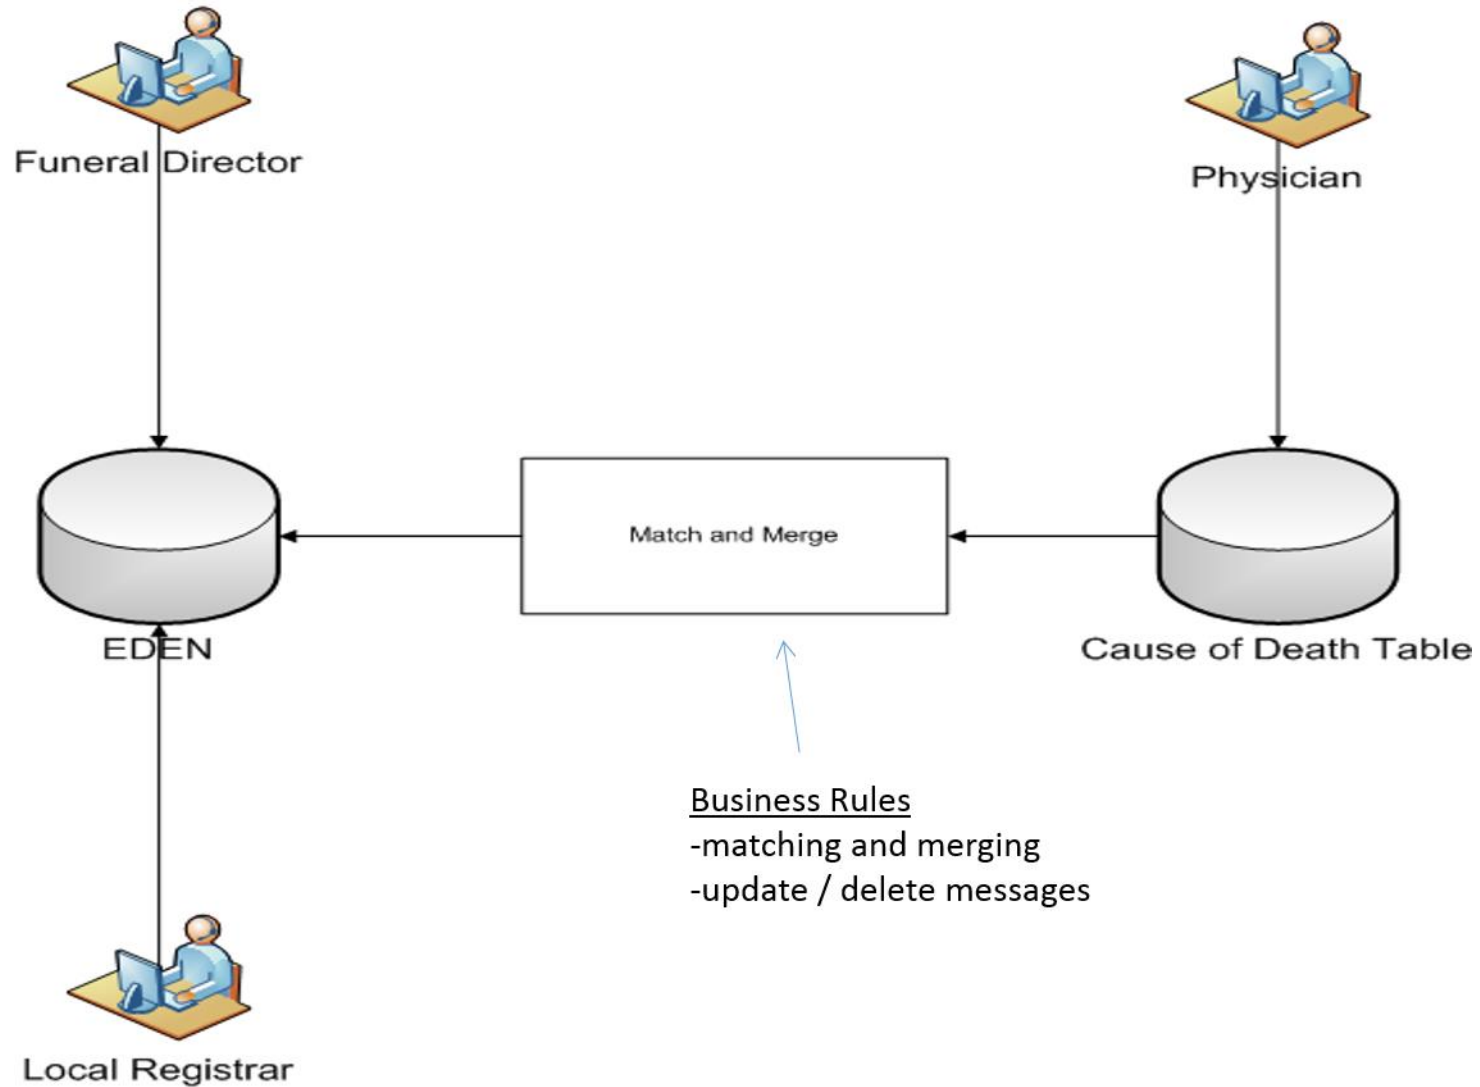 Funeral Director
Physician
Match and Merge
EDEN
Cause of Death Table
Business Rules
-matching and merging
-update / delete messages
Local Registrar